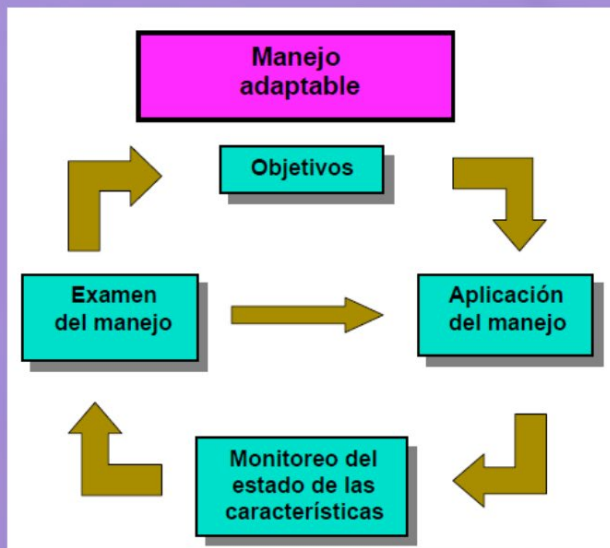 Manejo
adaptable
Objetivos
Examen
del manejo
Aplicación
del manejo
Monitoreo del
estado de las
características